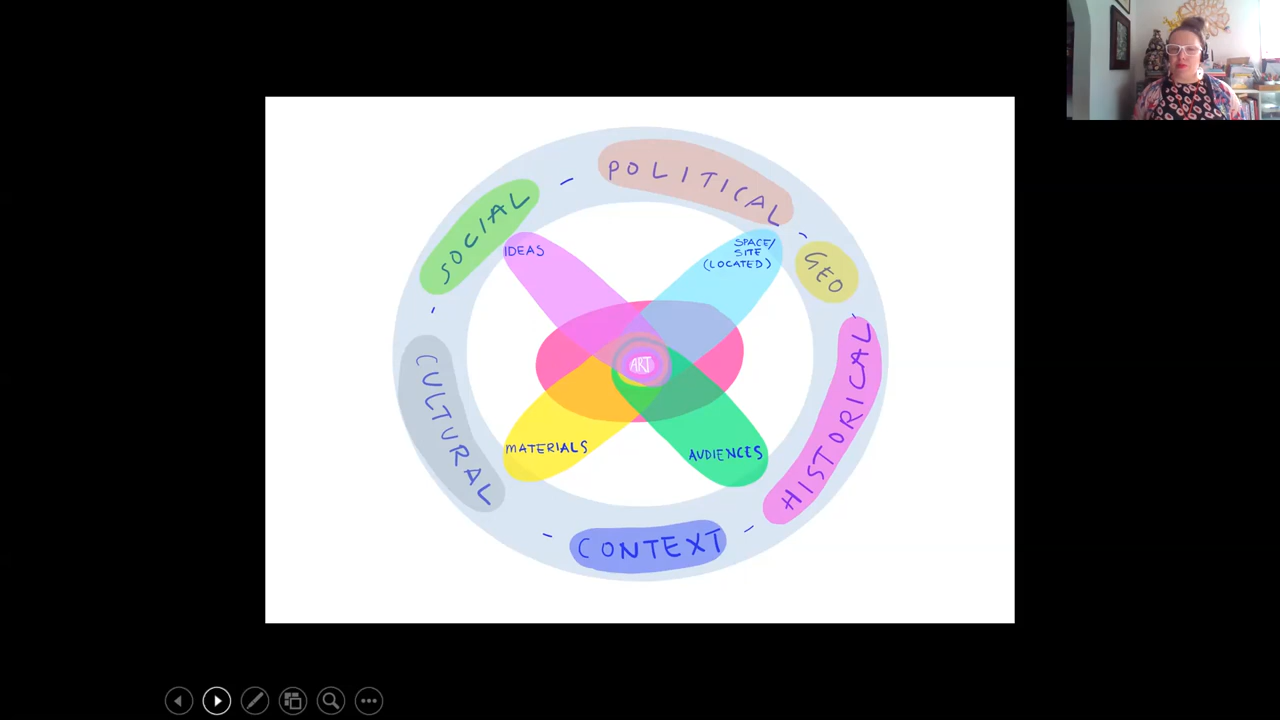 POLITICAL
SOCIAL
IDEAS
SPACE/
SITE
(LOCATED)
GEO
ART
CULTURAL
HISTORICAL
MATERIALS
AUDIENCES
CONTEXT